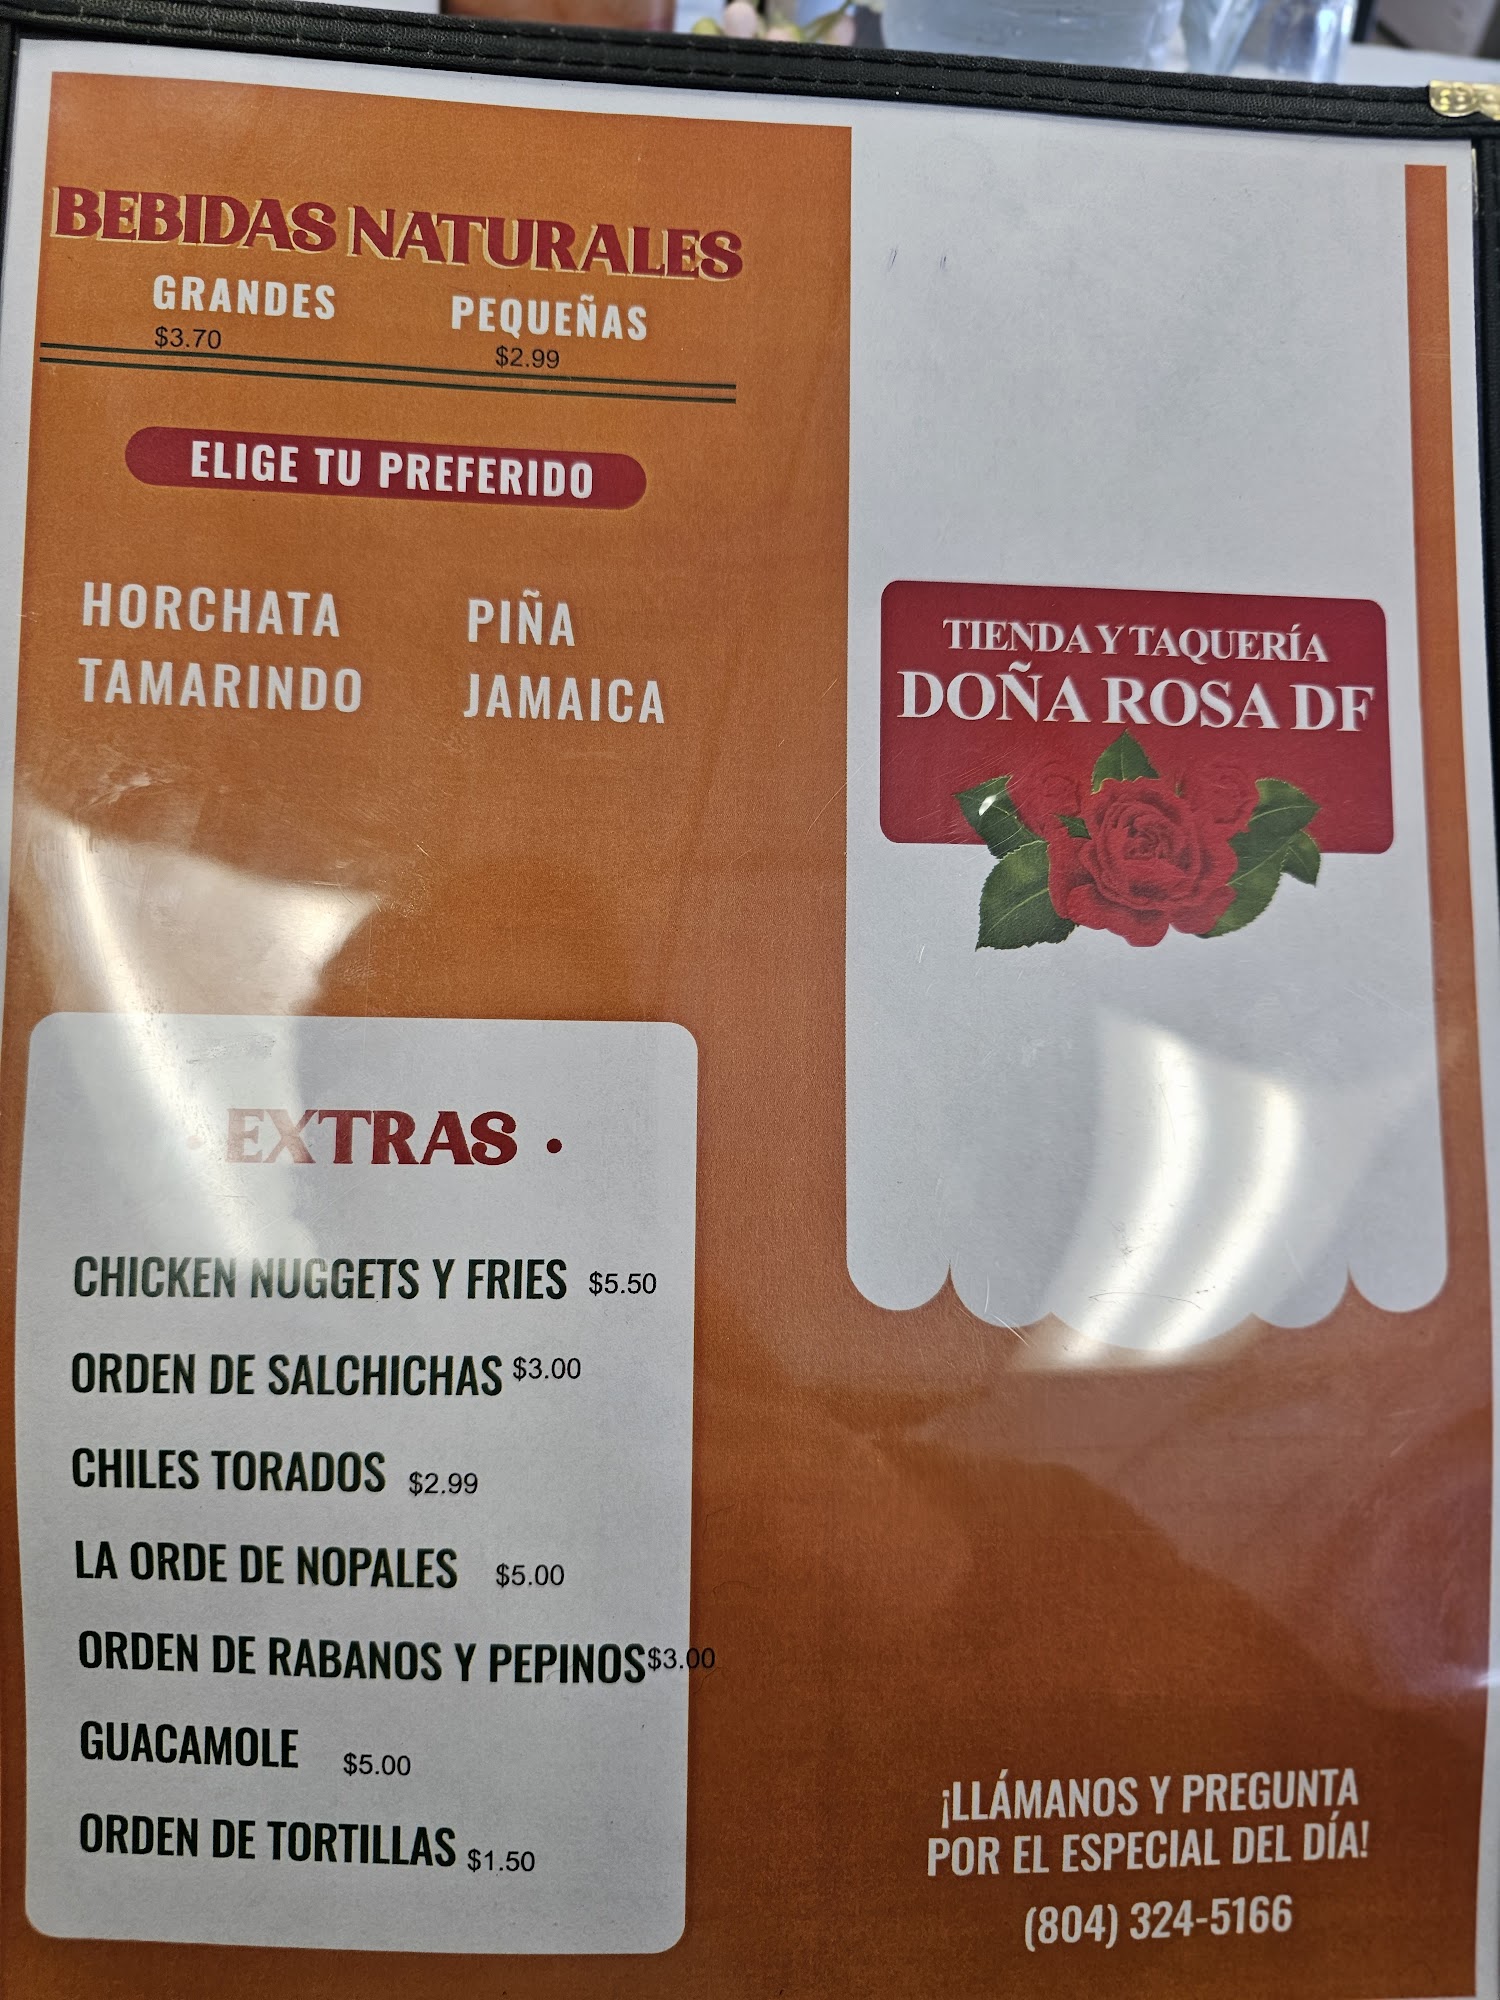 BEBIDAS NATURALES
GRANDES PEQUEÑAS
$3.70 $2.99
ELIGE TU PREFERIDO
HORCHATA PIÑA
TAMARINDO JAMAICA
• EXTRAS •
CHICKEN NUGGETS Y FRIES $5.50
ORDEN DE SALCHICHAS $3.00
CHILES TORADOS $2.99
LA ORDE DE NOPALES $5.00
ORDEN DE RABANOS Y PEPINOS $3.00
GUACAMOLE $5.00
ORDEN DE TORTILLAS $1.50
TIENDA Y TAQUERÍA
DOÑA ROSA DF
¡LLÁMANOS Y PREGUNTA
POR EL ESPECIAL DEL DÍA!
(804) 324-5166